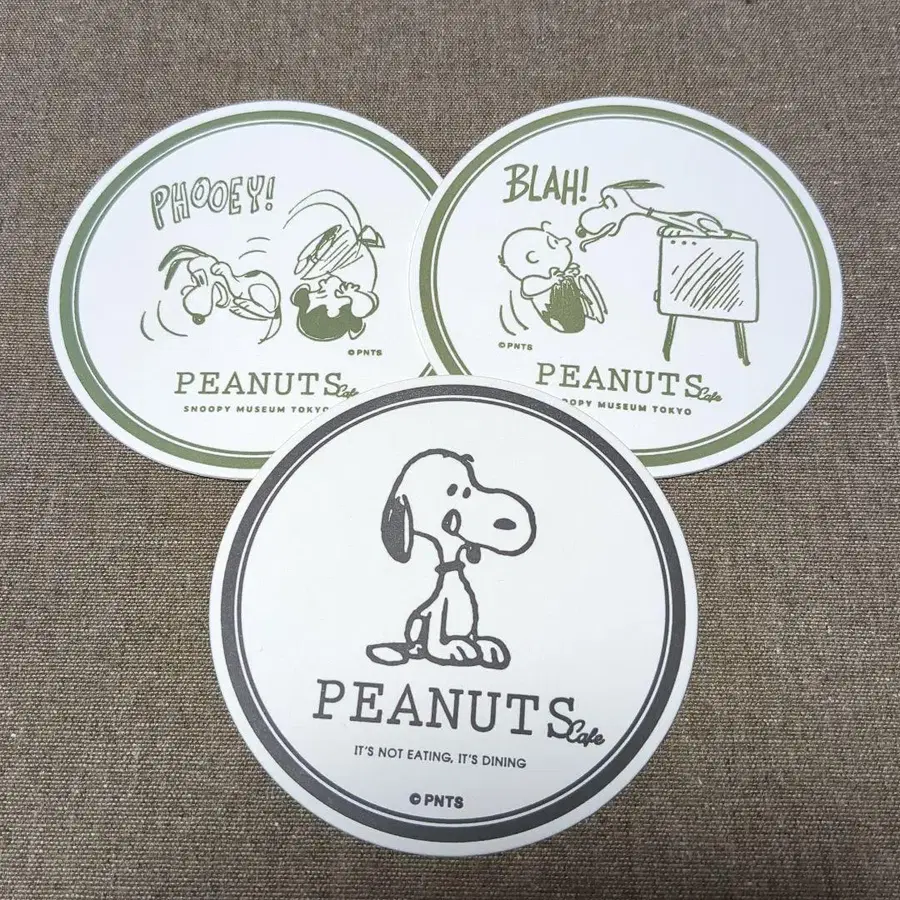 PHOOEY!
© PNTS
PEANUTS Cafe
SNOOPY MUSEUM TOKYO
BLAH!
© PNTS
PEANUTS Cafe
OOPY MUSEUM TOKYO
PEANUTS Cafe
IT'S NOT EATING, IT'S DINING
© PNTS